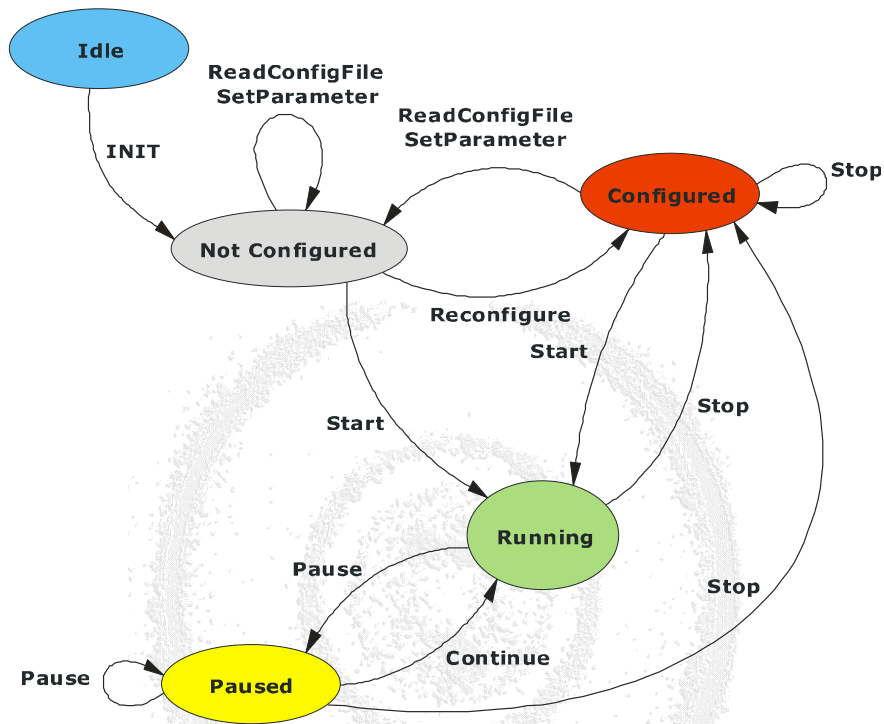 Idle
ReadConfigFile
SetParameter
ReadConfigFile
SetParameter
INIT
Stop
Configured
Not Configured
Reconfigure
Start
Stop
Start
Running
Pause
Stop
Continue
Pause
Paused